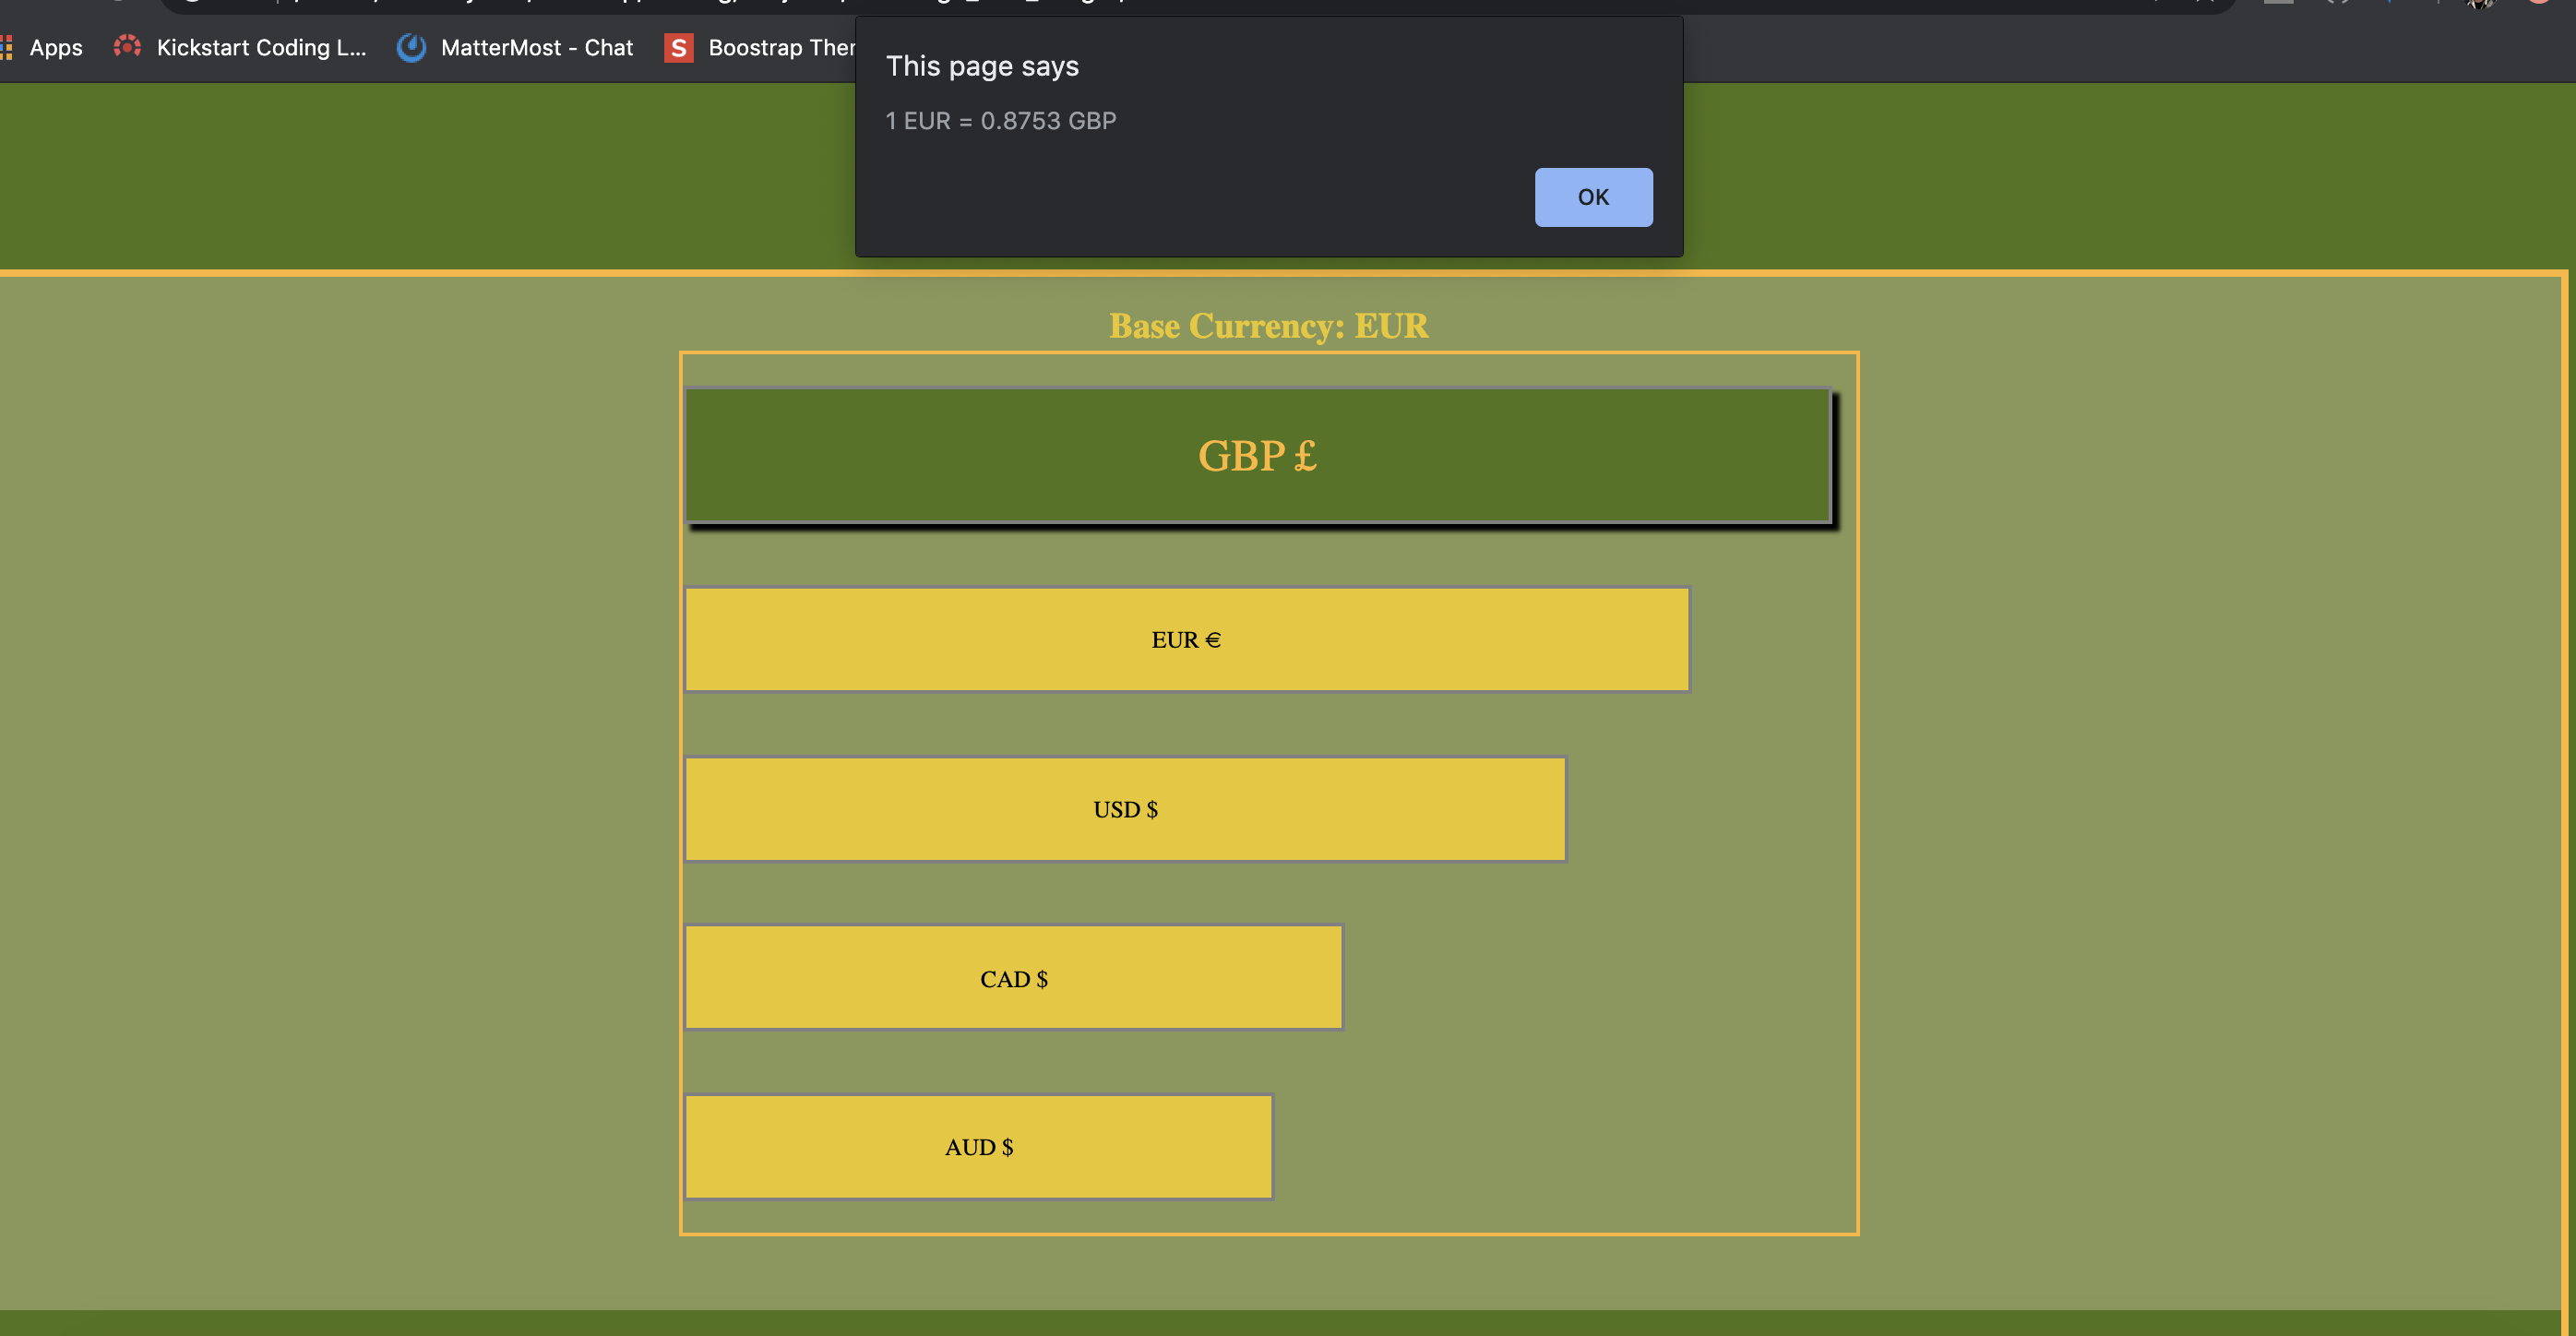 Apps Kickstart Coding L... MatterMost - Chat Boostrap Ther
This page says
1 EUR = 0.8753 GBP
OK
Base Currency: EUR
GBP £
EUR €
USD $
CAD $
AUD $